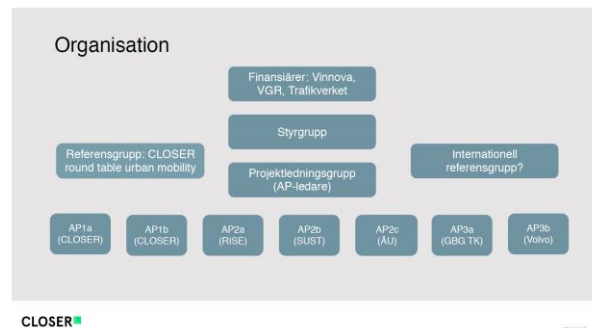 Organisation
Finansiärer: Vinnova,
VGR, Trafikverket
Styrgrupp
Referensgrupp: CLOSER
round table urban mobility
Internationell
referensgrupp?
Projektledningsgrupp
(AP-ledare)
AP1a
(CLOSER)
AP1b
(CLOSER)
AP2a
(RISE)
AP2b
(SUST)
AP2c
(ÅU)
AP3a
(GBG TK)
AP3b
(Volvo)
CLOSER